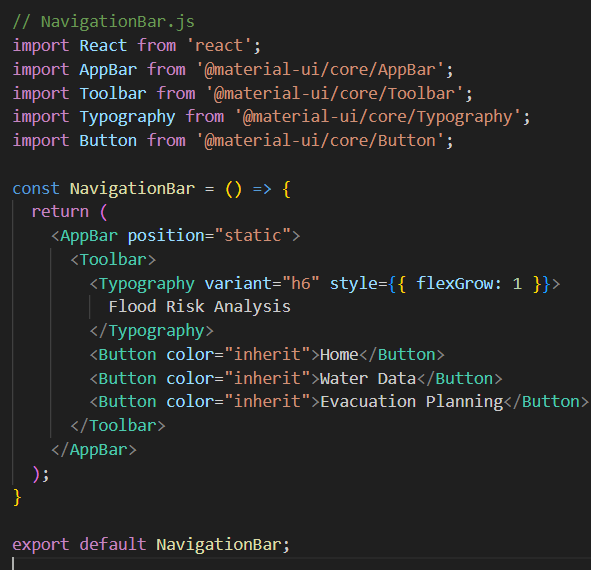 // NavigationBar.js
import React from 'react';
import AppBar from '@material-ui/core/AppBar';
import Toolbar from '@material-ui/core/Toolbar';
import Typography from '@material-ui/core/Typography';
import Button from '@material-ui/core/Button';

const NavigationBar = () => {
  return (
    <AppBar position="static">
      <Toolbar>
        <Typography variant="h6" style={{ flexGrow: 1 }}>
          Flood Risk Analysis
        </Typography>
        <Button color="inherit">Home</Button>
        <Button color="inherit">Water Data</Button>
        <Button color="inherit">Evacuation Planning</Button>
      </Toolbar>
    </AppBar>
  );
}

export default NavigationBar;